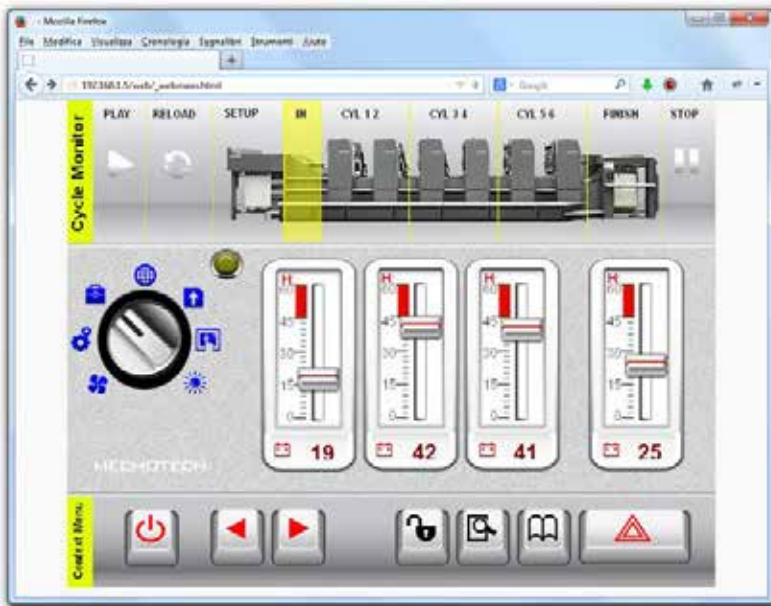 - Mozilla Firefox
File Modifica Visualizza Cronologia Segnalibri Strumenti Aiuto
Google
PLAY RELOAD SETUP IN CYL 1 2 CYL 3 4 CYL 5 6 FINISH STOP
Cycle Monitor
H H H H
60 60 60 60
45 45 45 45
30 30 30 30
15 15 15 15
0 0 0 0
19 42 41 25
Context Menu